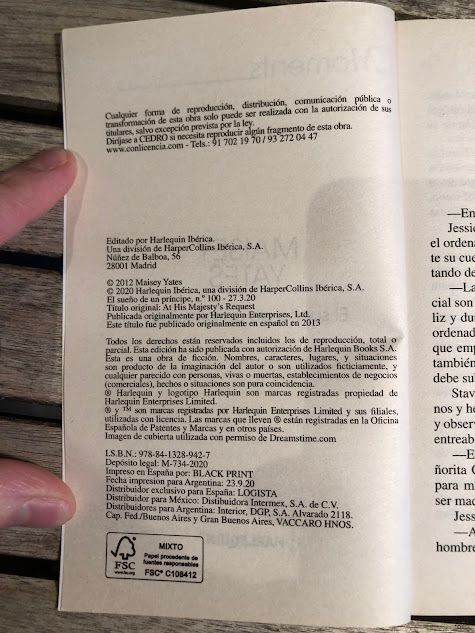 Cualquier forma de reproducción, distribución, comunicación pública o
transformación de esta obra solo puede ser realizada con la autorización de sus
titulares, salvo excepción prevista por la ley.
Diríjase a CEDRO si necesita reproducir algún fragmento de esta obra.
www.conlicencia.com - Tels.: 91 702 19 70 / 93 272 04 47
Editado por Harlequin Ibérica.
Una división de HarperCollins Ibérica, S.A.
Núñez de Balboa, 56
28001 Madrid
© 2012 Maisey Yates
© 2020 Harlequin Ibérica, una división de HarperCollins Ibérica, S.A.
El sueño de un príncipe, n.º 100 - 27.3.20
Título original: At His Majesty's Request
Publicada originalmente por Harlequin Enterprises, Ltd.
Este título fue publicado originalmente en español en 2013
Todos los derechos están reservados incluidos los de reproducción, total o
parcial. Esta edición ha sido publicada con autorización de Harlequin Books S.A.
Esta es una obra de ficción. Nombres, caracteres, lugares, y situaciones
son producto de la imaginación del autor o son utilizados ficticiamente, y
cualquier parecido con personas, vivas o muertas, establecimientos de negocios
(comerciales), hechos o situaciones son pura coincidencia.
® Harlequin y logotipo Harlequin son marcas registradas propiedad de
Harlequin Enterprises Limited.
® y ™ son marcas registradas por Harlequin Enterprises Limited y sus filiales,
utilizadas con licencia. Las marcas que lleven ® están registradas en la Oficina
Española de Patentes y Marcas y en otros países.
Imagen de cubierta utilizada con permiso de Dreamstime.com
I.S.B.N.: 978-84-1328-942-7
Depósito legal: M-734-2020
Impreso en España por: BLACK PRINT
Fecha impresion para Argentina: 23.9.20
Distribuidor exclusivo para España: LOGISTA
Distribuidor para México: Distibuidora Intermex, S.A. de C.V.
Distribuidores para Argentina: Interior, DGP, S.A. Alvarado 2118.
Cap. Fed./Buenos Aires y Gran Buenos Aires, VACCARO HNOS.
FSC
www.fsc.org
MIXTO
Papel procedente de
fuentes responsables
FSC® C108412
—En
Jessic
el ordena
te su cue
tando de
—La
cial son
liz y dus
ordenado
que emp
también
debe sul
Stav
nos y he
y observ
entreab
—E
ñorita C
para m
ser mad
Jess
—A
hombre